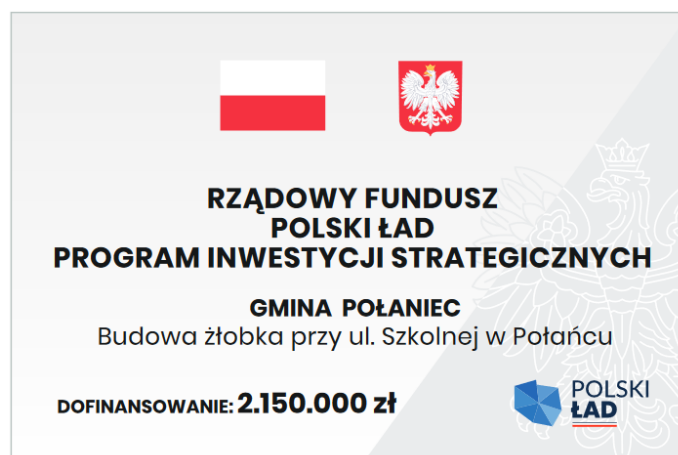 RZĄDOWY FUNDUSZ
POLSKI ŁAD
PROGRAM INWESTYCJI STRATEGICZNYCH
GMINA POŁANIEC
Budowa żłobka przy ul. Szkolnej w Połańcu
DOFINANSOWANIE: 2.150.000 zł
POLSKI
ŁAD